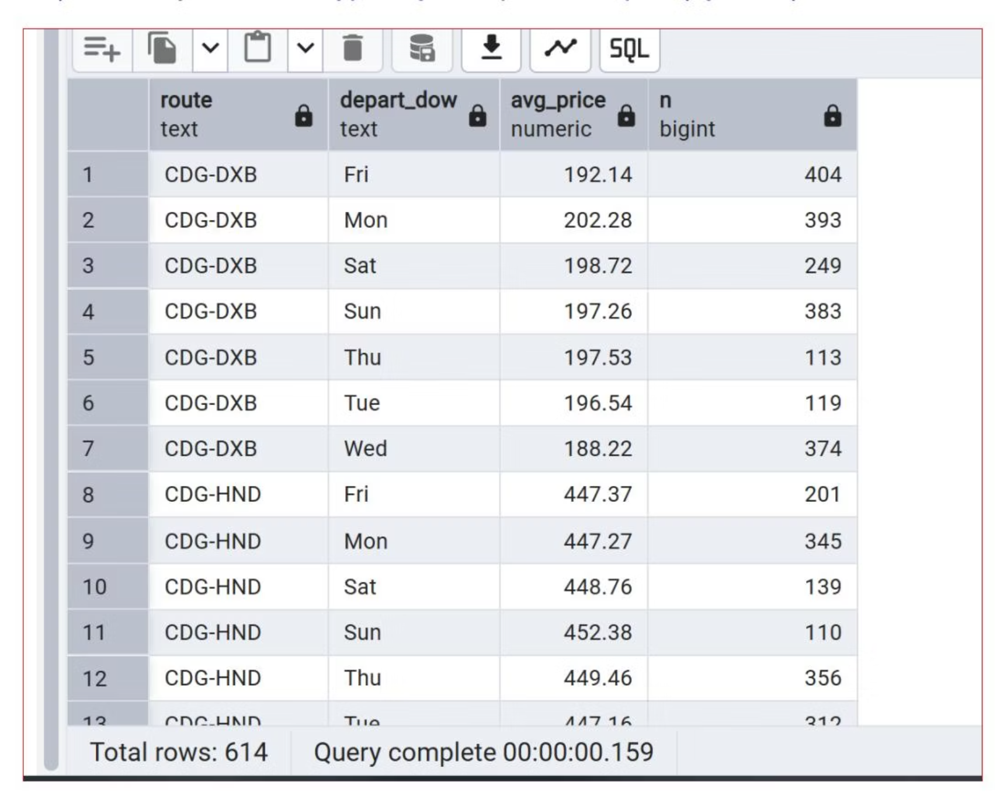 SQL
route depart_dow avg_price n
text text numeric bigint
1 CDG-DXB Fri 192.14 404
2 CDG-DXB Mon 202.28 393
3 CDG-DXB Sat 198.72 249
4 CDG-DXB Sun 197.26 383
5 CDG-DXB Thu 197.53 113
6 CDG-DXB Tue 196.54 119
7 CDG-DXB Wed 188.22 374
8 CDG-HND Fri 447.37 201
9 CDG-HND Mon 447.27 345
10 CDG-HND Sat 448.76 139
11 CDG-HND Sun 452.38 110
12 CDG-HND Thu 449.46 356
13 CDG-HND Tue 447.16 312
Total rows: 614 Query complete 00:00:00.159